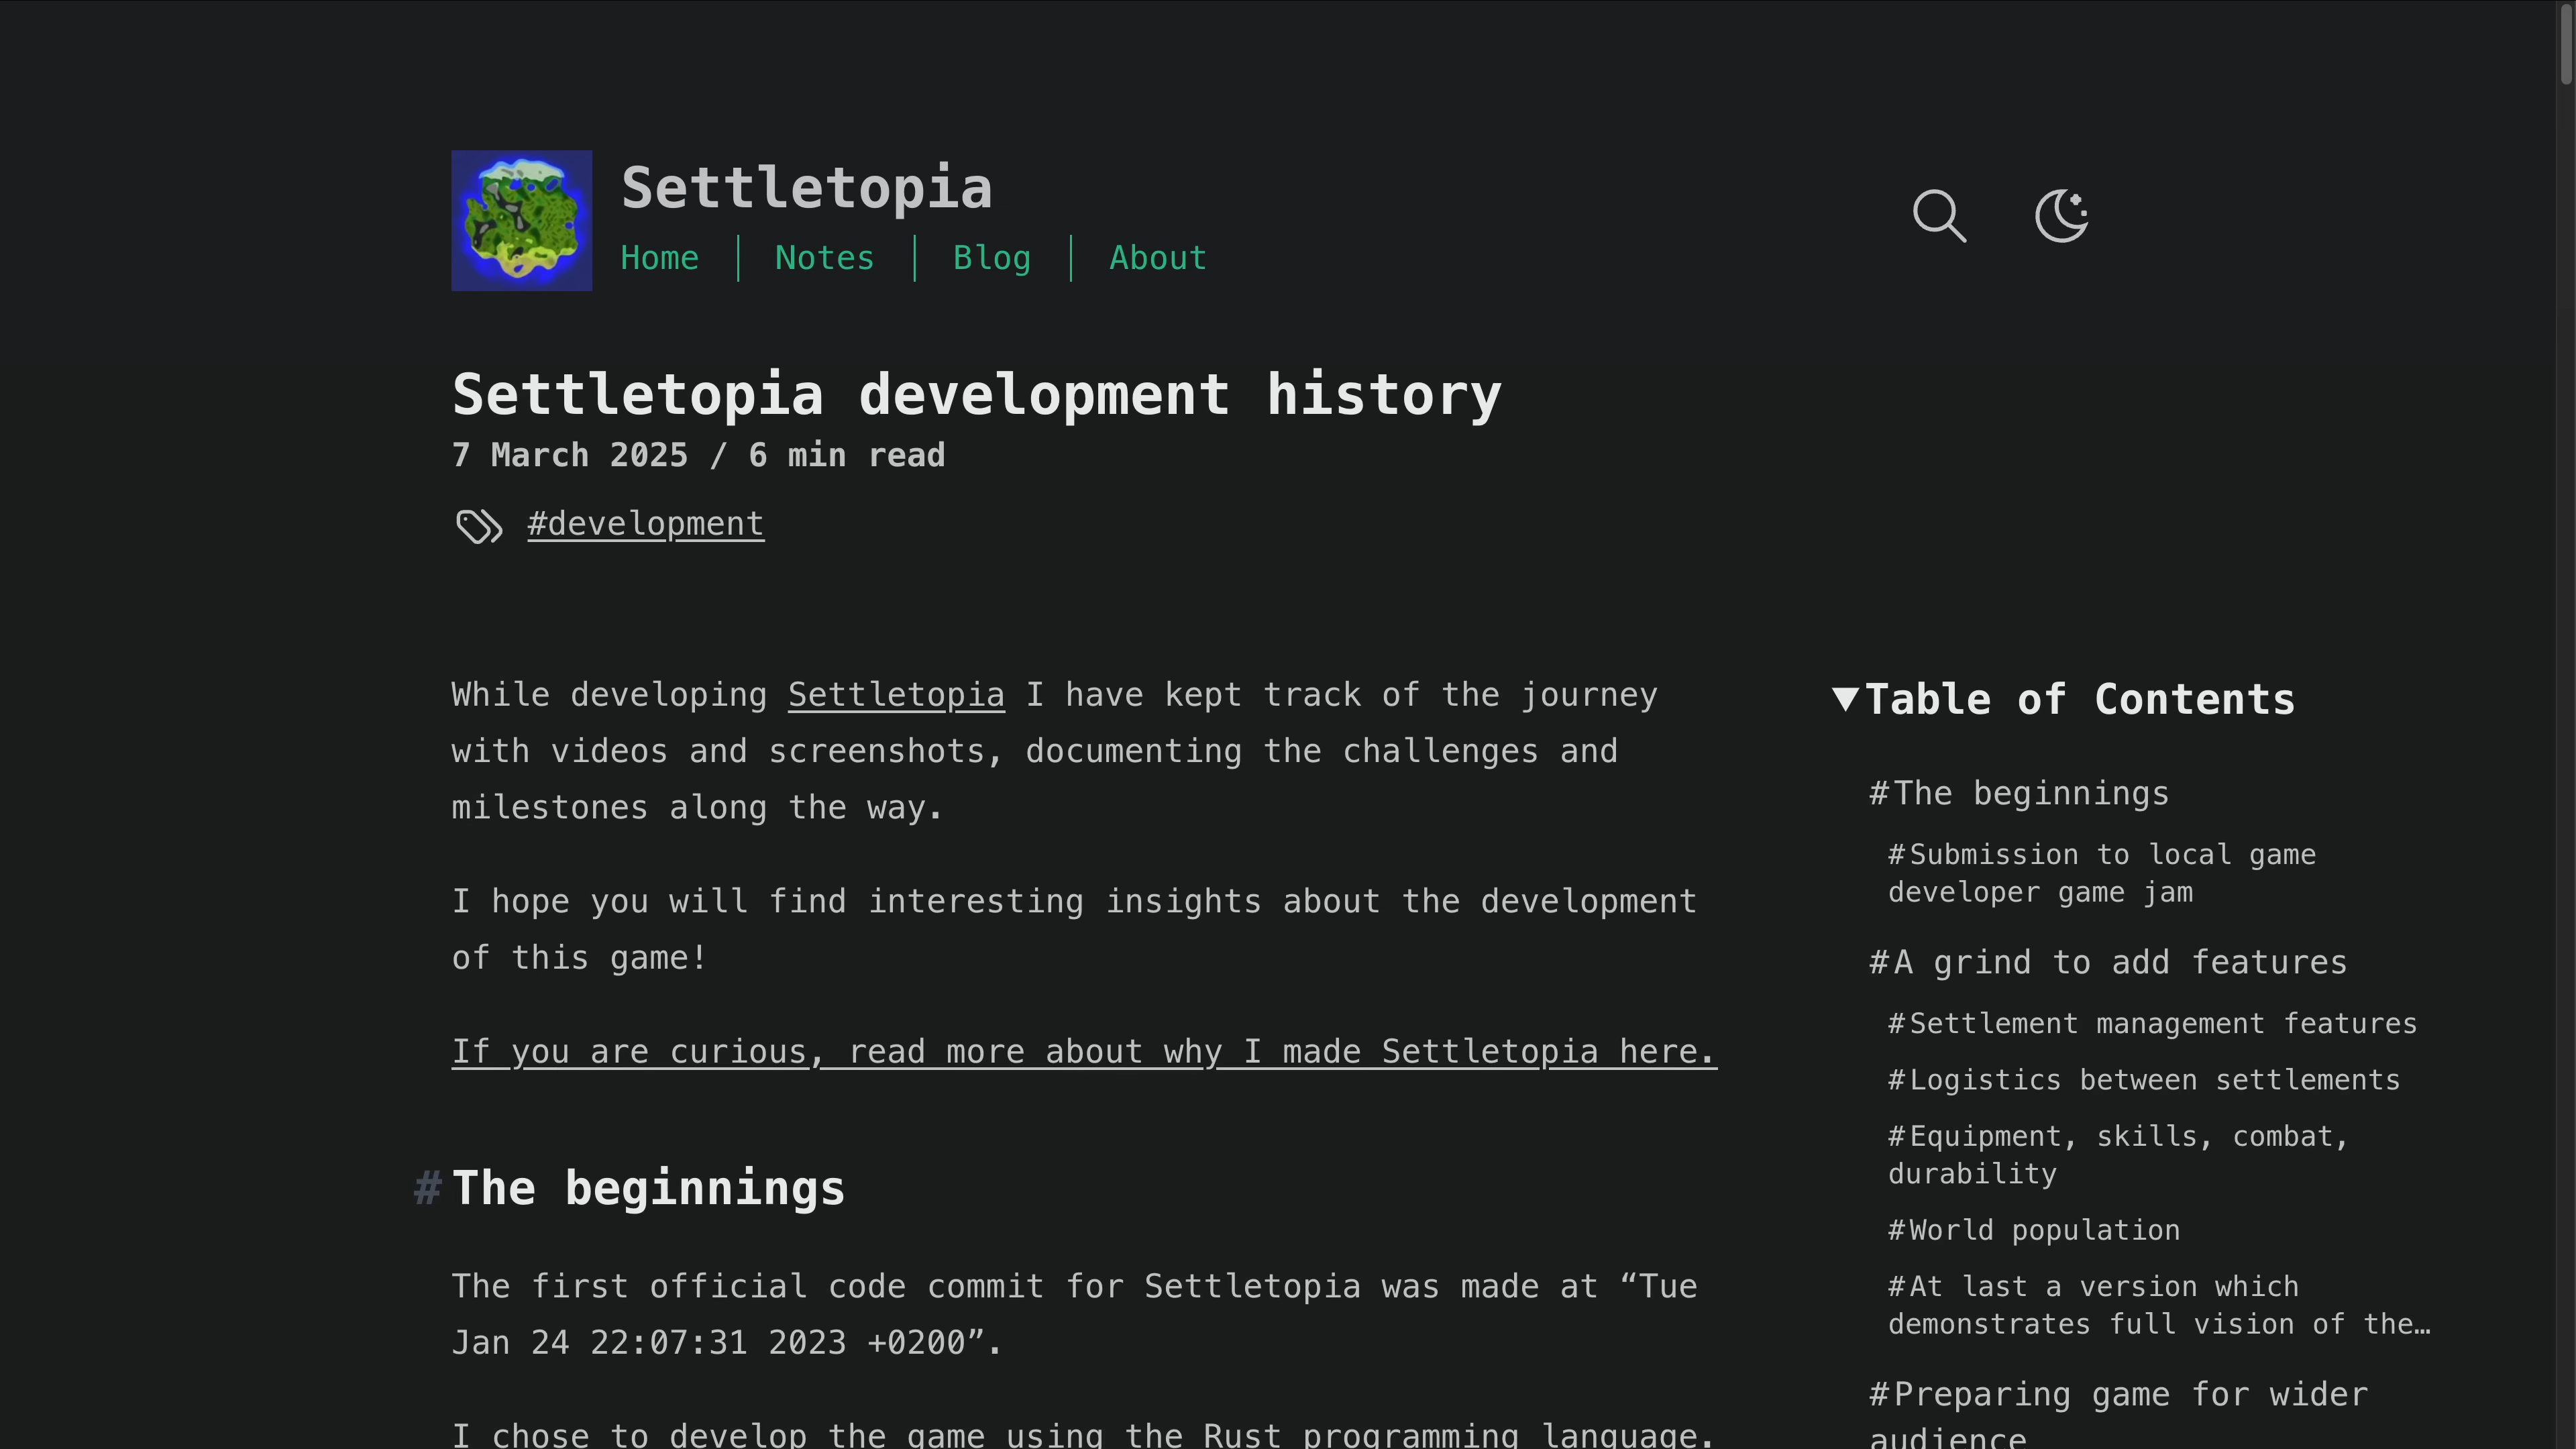 Settletopia
Home
Notes
Blog
About
Settletopia development history
7 March 2025 / 6 min read
#development
While developing Settletopia I have kept track of the journey
with videos and screenshots, documenting the challenges and
milestones along the way.
I hope you will find interesting insights about the development
of this game!
If you are curious, read more about why I made Settletopia here.
# The beginnings
The first official code commit for Settletopia was made at “Tue
Jan 24 22:07:31 2023 +0200”.
I chose to develop the game using the Rust programming language.
▼Table of Contents
#The beginnings
#Submission to local game
developer game jam
#A grind to add features
#Settlement management features
#Logistics between settlements
#Equipment, skills, combat,
durability
#World population
#At last a version which
demonstrates full vision of the…
#Preparing game for wider
audience